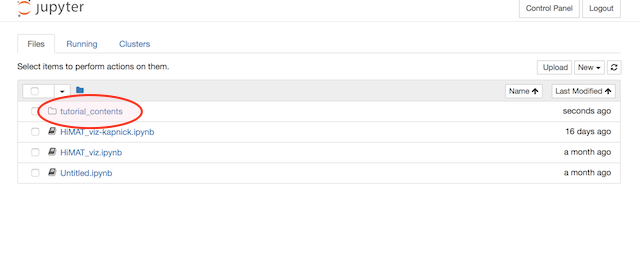 jupyter
Control Panel Logout
Files Running Clusters
Select items to perform actions on them.
Upload New
Name Last Modified
tutorial_contents seconds ago
HiMAT_viz-kapnick.ipynb 16 days ago
HiMAT_viz.ipynb a month ago
Untitled.ipynb a month ago